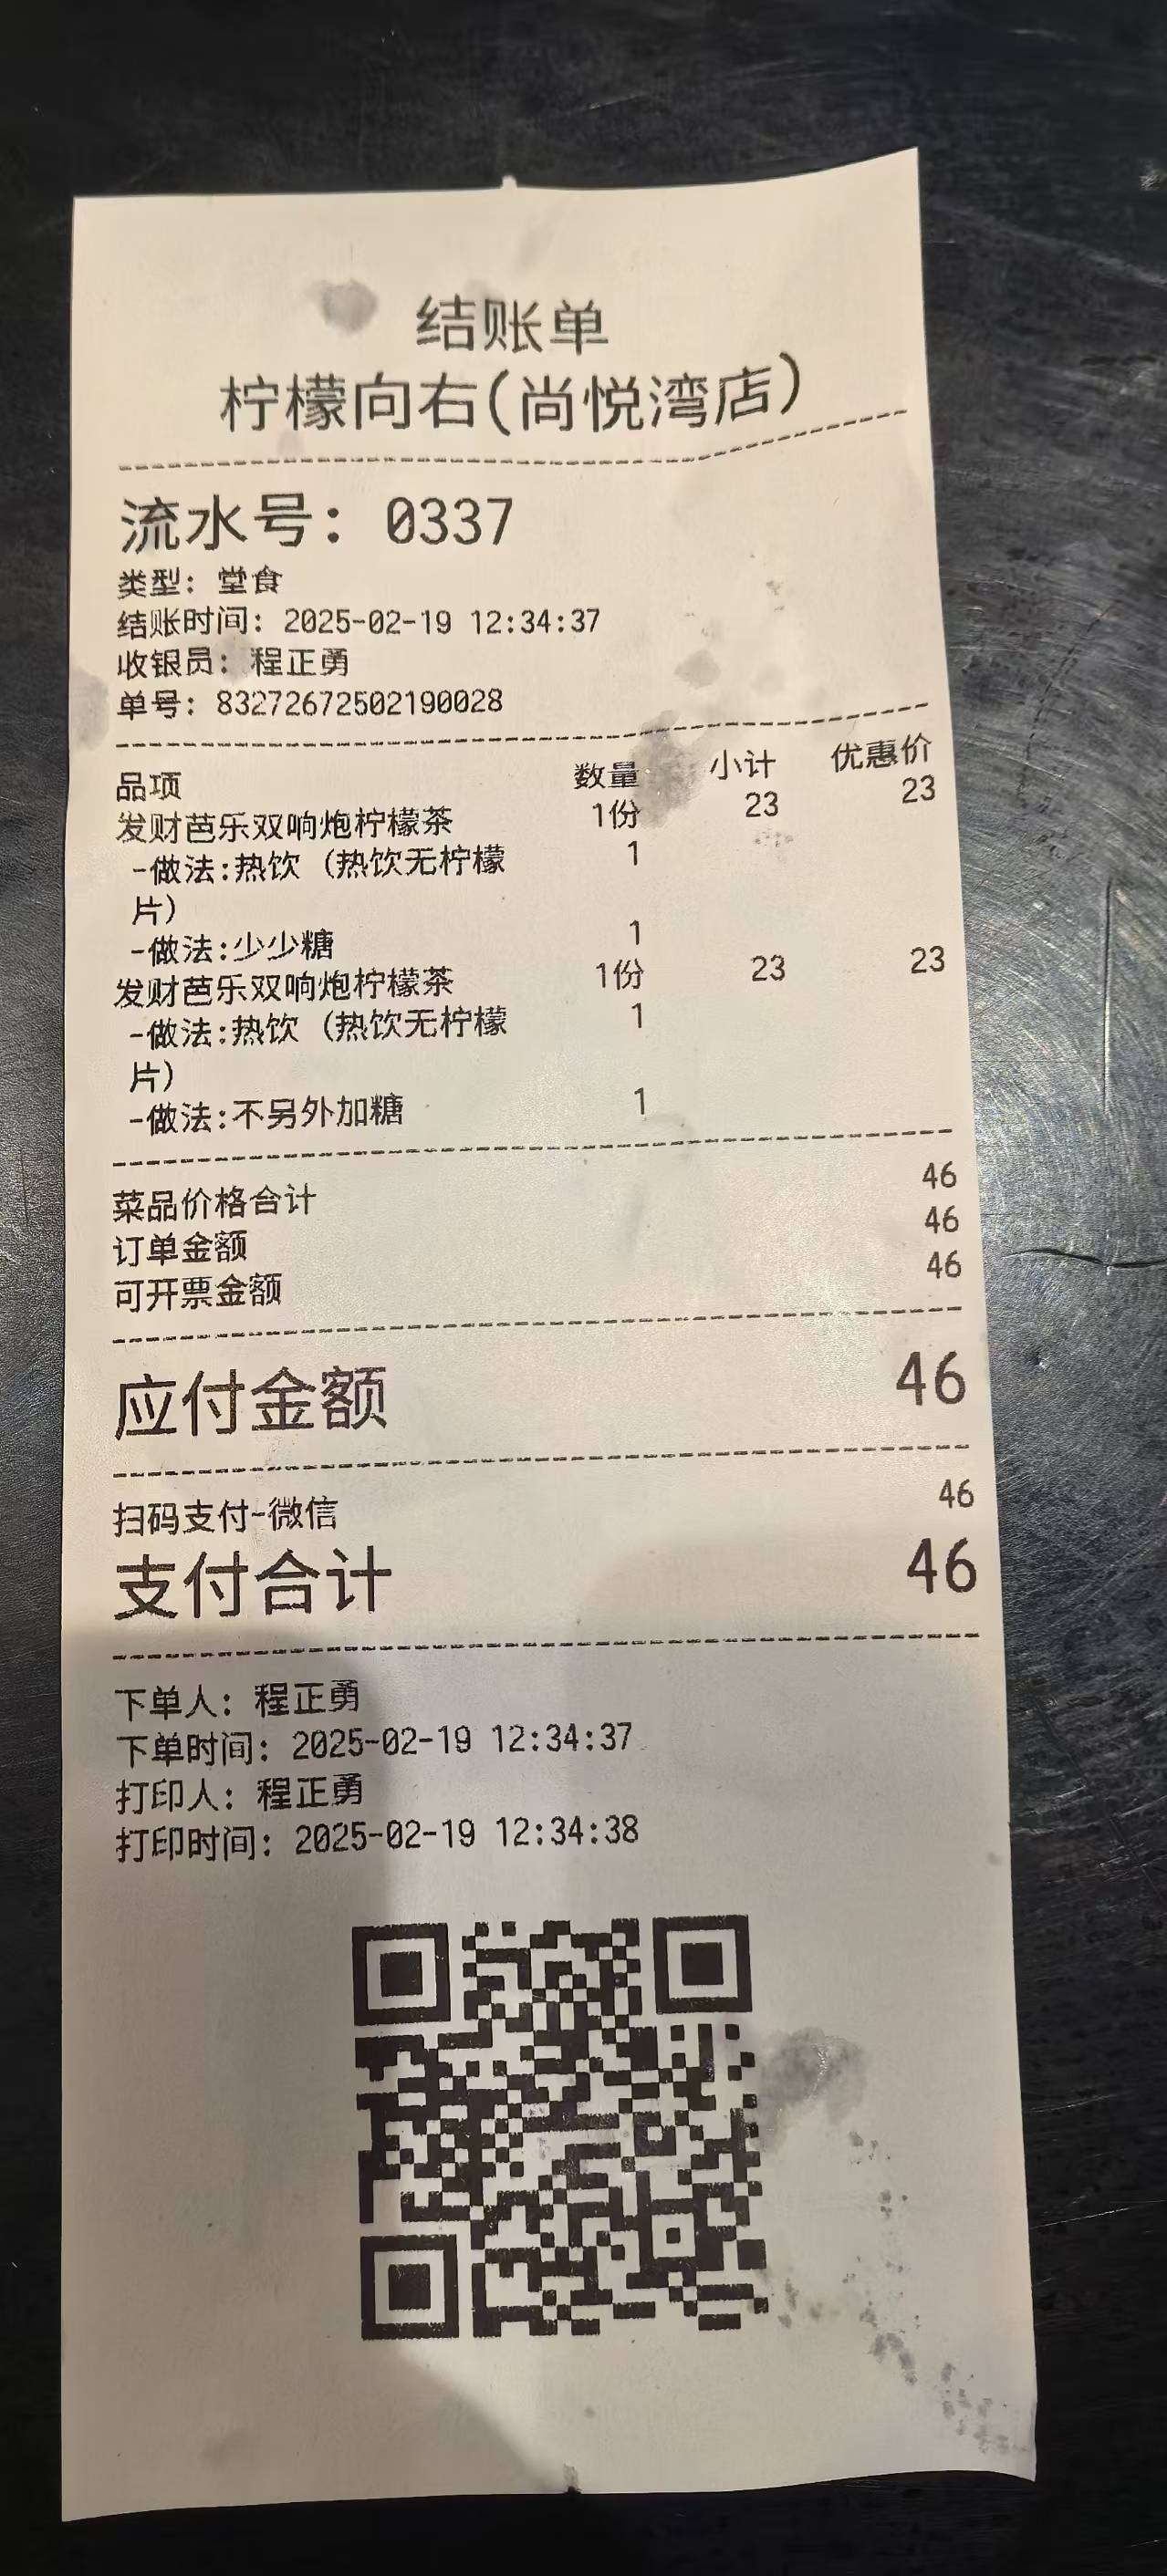 结账单
柠檬向右(尚悦湾店)
流水号: 0337
类型: 堂食
结账时间: 2025-02-19 12:34:37
收银员: 程正勇
单号: 83272672502190028
品项 数量 小计 优惠价
发财芭乐双响炮柠檬茶 1份 23 23
-做法:热饮（热饮无柠檬 1
片）
-做法:少少糖 1
发财芭乐双响炮柠檬茶 1份 23 23
-做法:热饮（热饮无柠檬 1
片）
-做法:不另外加糖 1
菜品价格合计 46
订单金额 46
可开票金额 46
应付金额 46
扫码支付-微信 46
支付合计 46
下单人: 程正勇
下单时间: 2025-02-19 12:34:37
打印人: 程正勇
打印时间: 2025-02-19 12:34:38